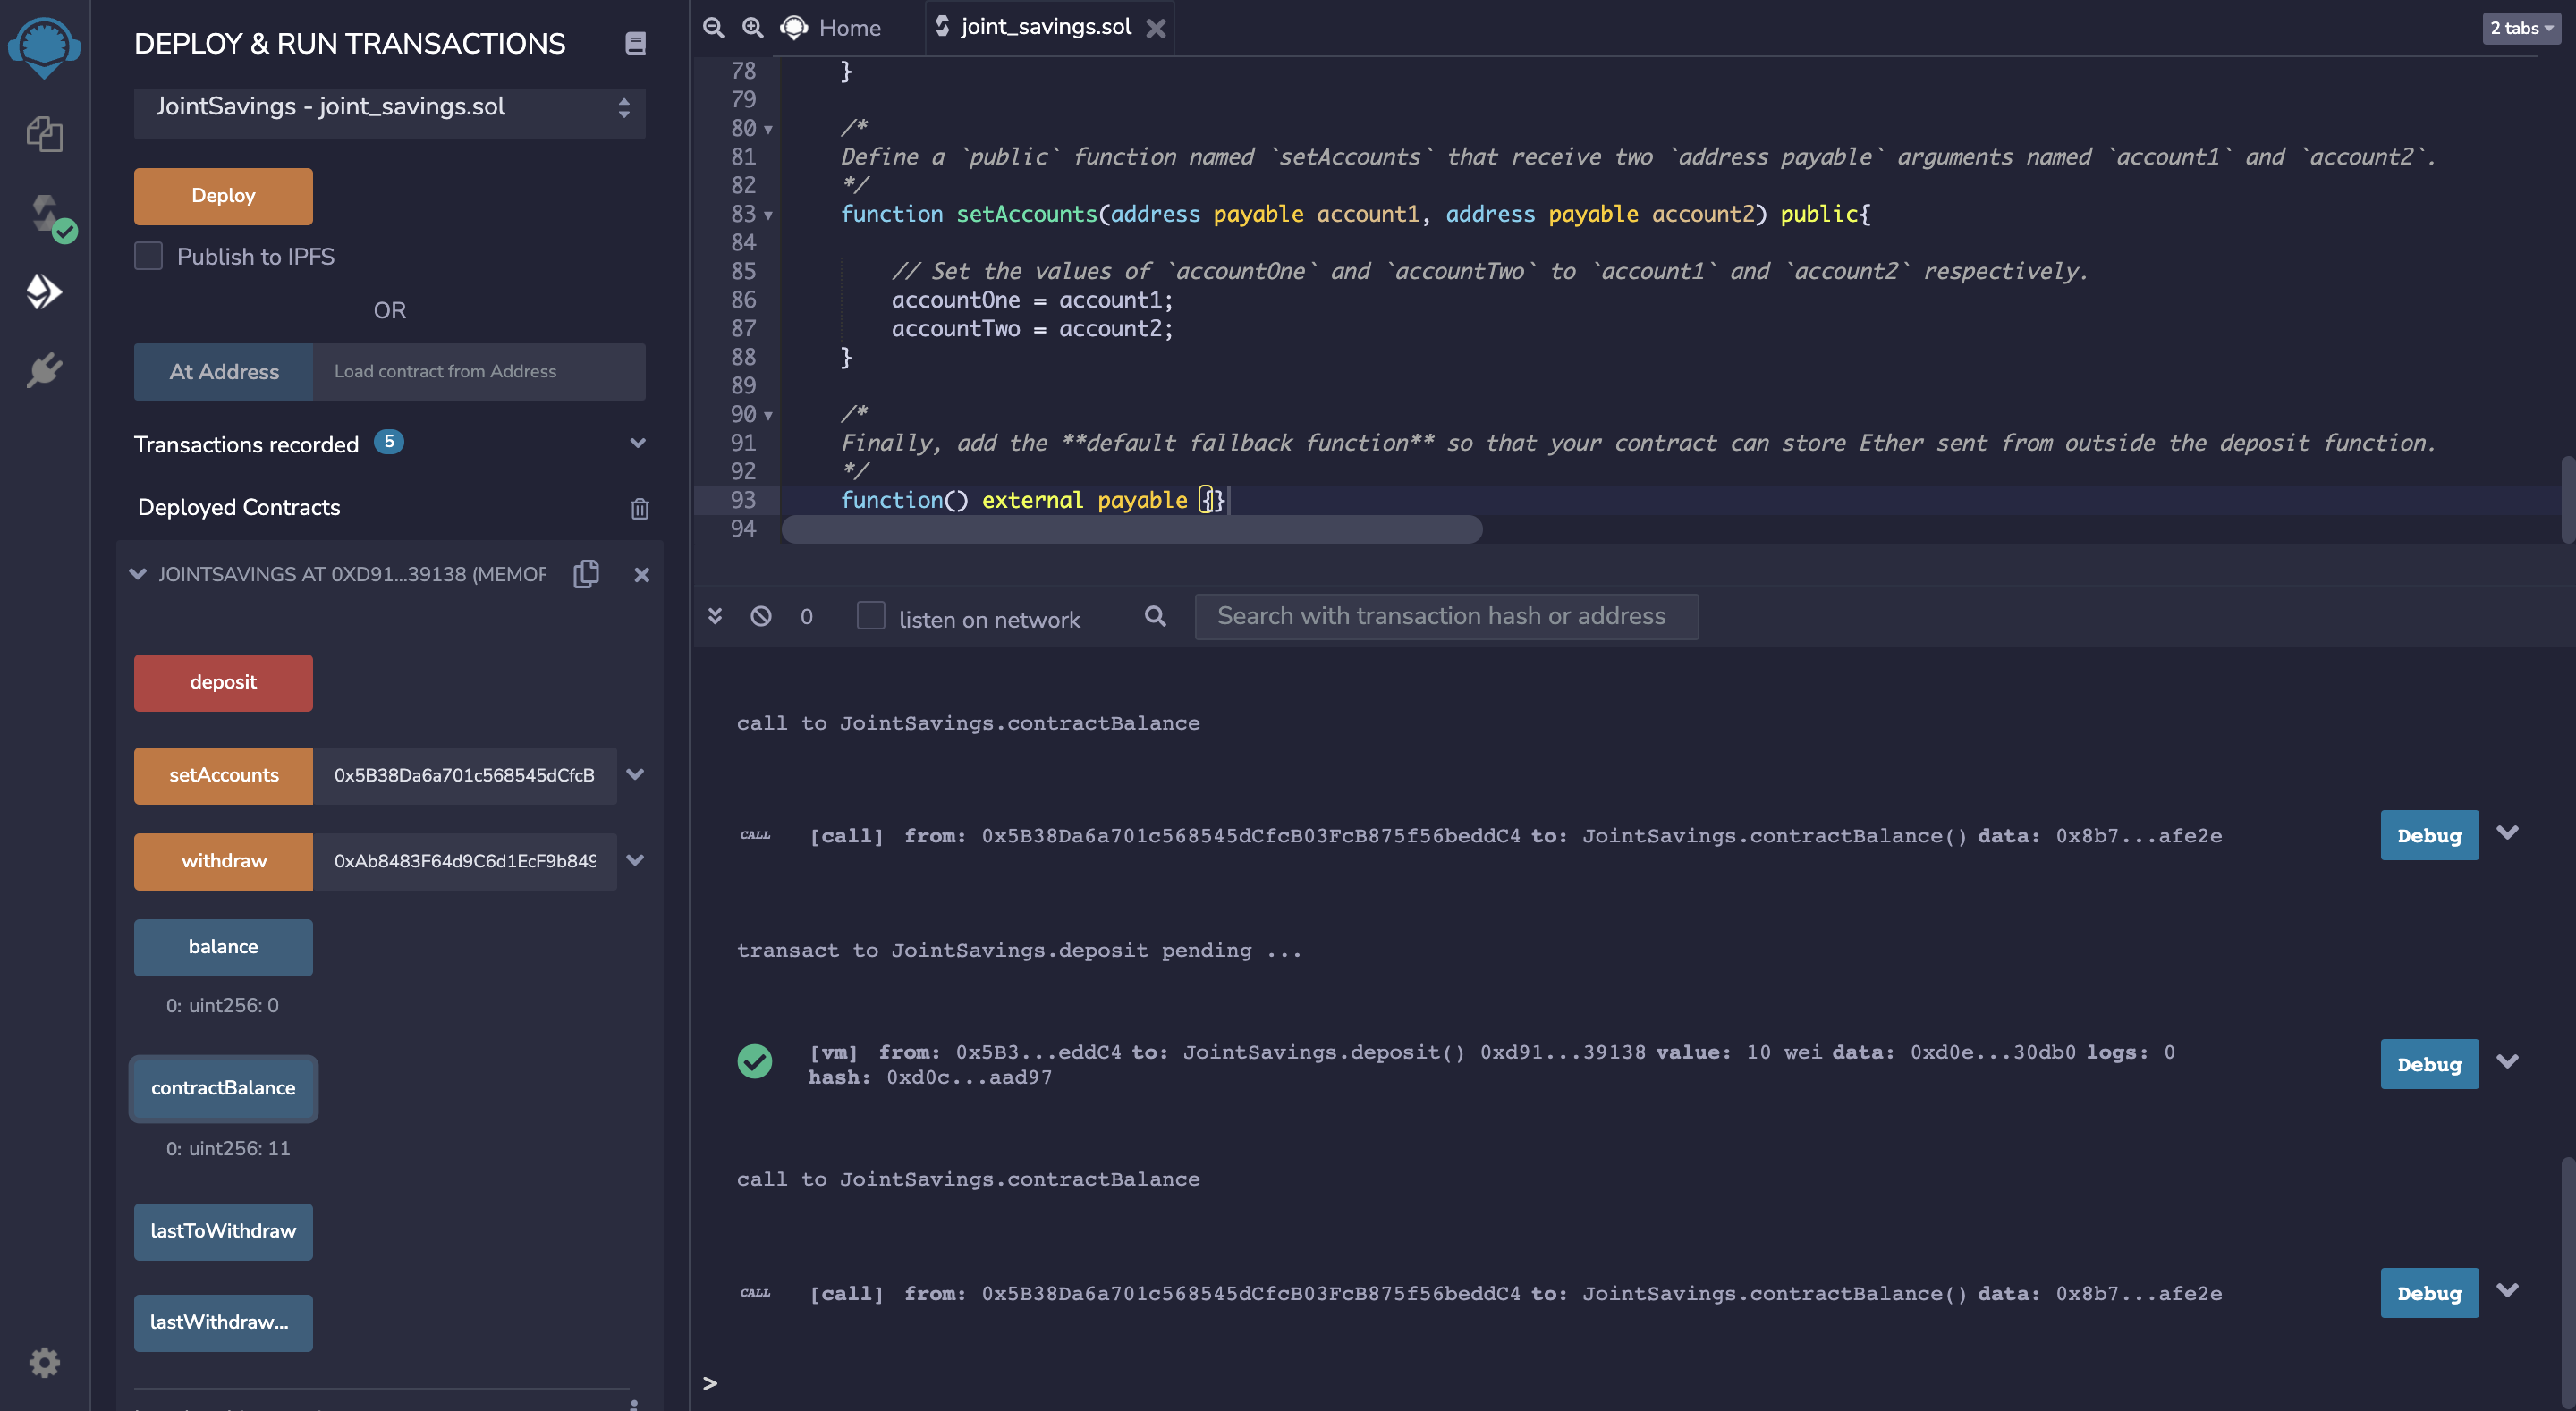 DEPLOY & RUN TRANSACTIONS
JointSavings - joint_savings.sol
Deploy
Publish to IPFS
OR
At Address
Load contract from Address
Transactions recorded 5
Deployed Contracts
JOINTSAVINGS AT 0XD91...39138 (MEMOR
deposit
setAccounts
0x5B38Da6a701c568545dCfcB
withdraw
0xAb8483F64d9C6d1EcF9b849
balance
0: uint256: 0
contractBalance
0: uint256: 11
lastToWithdraw
lastWithdraw...
Home
joint_savings.sol
2 tabs
78 }
79
80 /*
81 Define a `public` function named `setAccounts` that receive two `address payable` arguments named `account1` and `account2`.
82 */
83 function setAccounts(address payable account1, address payable account2) public{
84
85 // Set the values of `accountOne` and `accountTwo` to `account1` and `account2` respectively.
86 accountOne = account1;
87 accountTwo = account2;
88 }
89
90 /*
91 Finally, add the **default fallback function** so that your contract can store Ether sent from outside the deposit function.
92 */
93 function() external payable {}
94
0
listen on network
Search with transaction hash or address
call to JointSavings.contractBalance
CALL [call] from: 0x5B38Da6a701c568545dCfcB03FcB875f56beddC4 to: JointSavings.contractBalance() data: 0x8b7...afe2e
Debug
transact to JointSavings.deposit pending ...
[vm] from: 0x5B3...eddC4 to: JointSavings.deposit() 0xd91...39138 value: 10 wei data: 0xd0e...30db0 logs: 0
hash: 0xd0c...aad97
Debug
call to JointSavings.contractBalance
CALL [call] from: 0x5B38Da6a701c568545dCfcB03FcB875f56beddC4 to: JointSavings.contractBalance() data: 0x8b7...afe2e
Debug
>